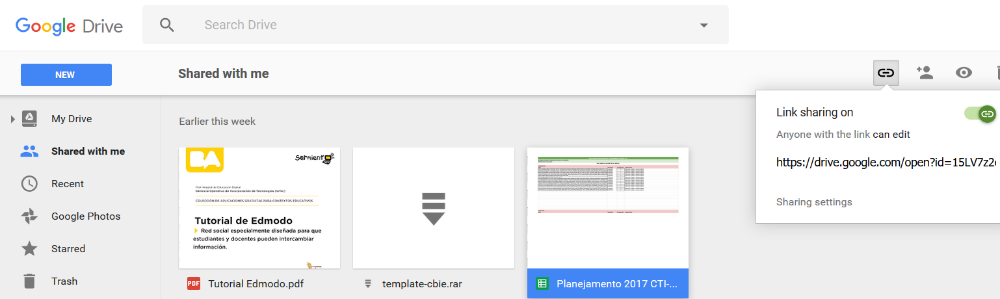 Google Drive
Search Drive
NEW
Shared with me
Link sharing on
Anyone with the link can edit
https://drive.google.com/open?id=15LV7z2
Sharing settings
My Drive
Shared with me
Recent
Google Photos
Starred
Trash
Earlier this week
BA
Sarmiento
Plan Integral de Educación Digital
Gerencia Operativa de Incorporación de Tecnologías (InTec)
COLECCIÓN DE APLICACIONES GRATUITAS PARA CONTEXTOS EDUCATIVOS
Tutorial de Edmodo
Red social especialmente diseñada para que
estudiantes y docentes pueden intercambiar
información.
PDF
Tutorial Edmodo.pdf
template-cbie.rar
Planejamento 2017 CTI-...